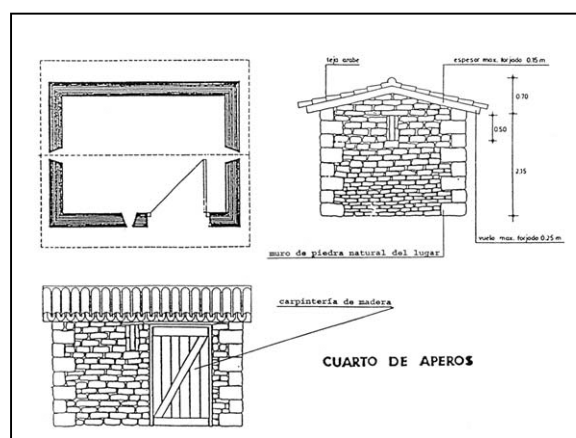 teja arabe
espesor max. forjado 0.15 m
0.70
0.50
2.15
vuelo max. forjado 0.25 m
muro de piedra natural del lugar
carpintería de madera
CUARTO DE APEROS